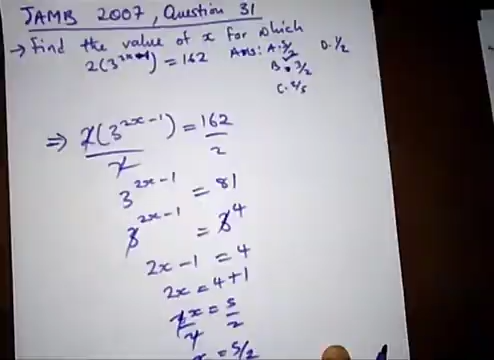 JAMB 2007, Question 31
→ Find the value of x for which
2(3^{2x-1}) = 162 Ans: A. 5/2 D. 1/2
B. 3/2
C. 2/5
⇒ 2(3^{2x-1})/2 = 162/2
3^{2x-1} = 81
3^{2x-1} = 3^4
2x-1 = 4
2x = 4+1
2x/2 = 5/2
x = 5/2